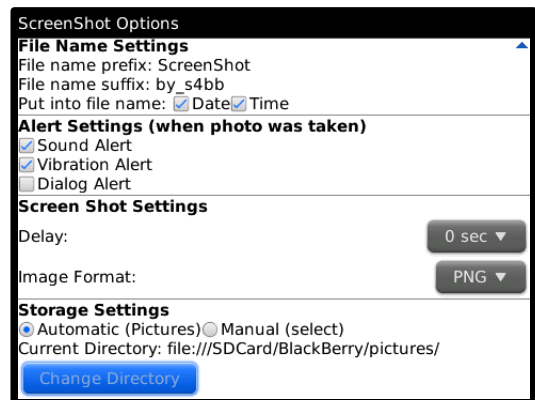 ScreenShot Options
File Name Settings
File name prefix: ScreenShot
File name suffix: by_s4bb
Put into file name: Date Time
Alert Settings (when photo was taken)
Sound Alert
Vibration Alert
Dialog Alert
Screen Shot Settings
Delay: 0 sec
Image Format: PNG
Storage Settings
Automatic (Pictures) Manual (select)
Current Directory: file:///SDCard/BlackBerry/pictures/
Change Directory